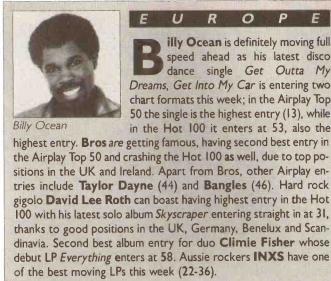 E U R O P E
Billy Ocean is definitely moving full
speed ahead as his latest disco
dance single Get Outta My
Dreams, Get Into My Car is entering two
chart formats this week; in the Airplay Top
50 the single is the highest entry (13), while
in the Hot 100 it enters at 53, also the
Billy Ocean
highest entry. Bros are getting famous, having second best entry in
the Airplay Top 50 and crashing the Hot 100 as well, due to top po-
sitions in the UK and Ireland. Apart from Bros, other Airplay en-
tries include Taylor Dayne (44) and Bangles (46). Hard rock
gigolo David Lee Roth can boast having highest entry in the Hot
100 with his latest solo album Skyscraper entering straight in at 31,
thanks to good positions in the UK, Germany, Benelux and Scan-
dinavia. Second best album entry for duo Climie Fisher whose
debut LP Everything enters at 58. Aussie rockers INXS have one
of the best moving LPs this week (22-36).